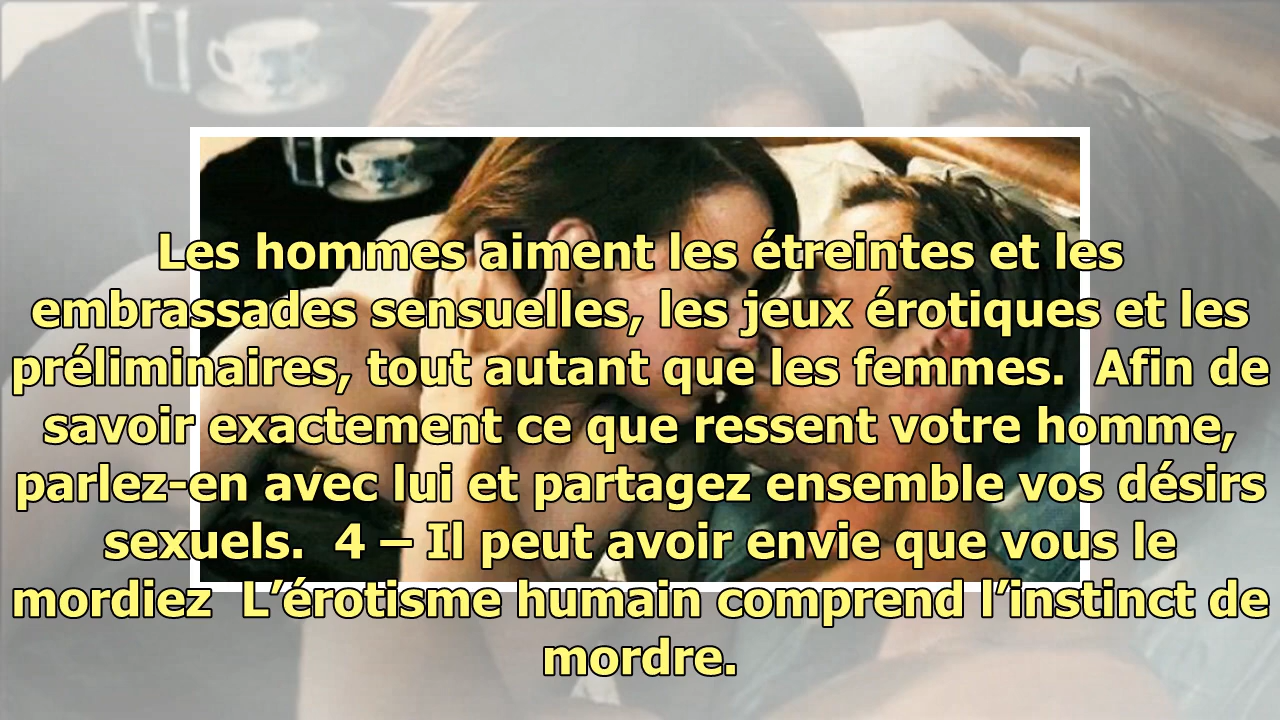 Les hommes aiment les étreintes et les
embrassades sensuelles, les jeux érotiques et les
préliminaires, tout autant que les femmes.  Afin de
savoir exactement ce que ressent votre homme,
parlez-en avec lui et partagez ensemble vos désirs
sexuels.  4 – Il peut avoir envie que vous le
mordiez  L’érotisme humain comprend l’instinct de
mordre.